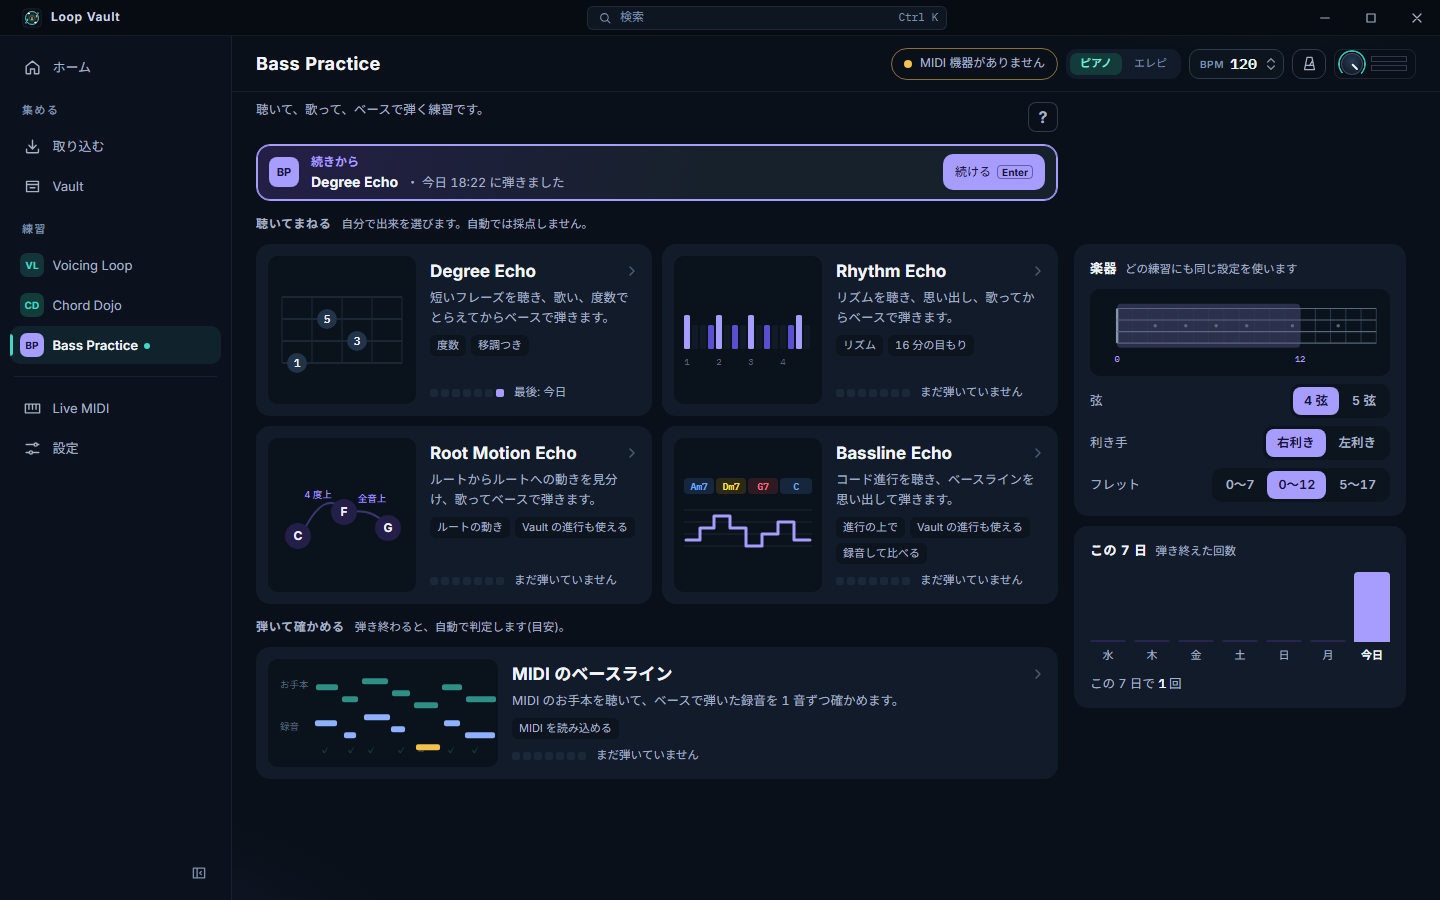 Loop Vault
検索
Ctrl K
ホーム
集める
取り込む
Vault
練習
VL Voicing Loop
CD Chord Dojo
BP Bass Practice
Live MIDI
設定
Bass Practice
MIDI 機器がありません
ピアノ エレピ
BPM 120
聴いて、歌って、ベースで弾く練習です。
?
BP
続きから
Degree Echo ・今日 18:22 に弾きました
続ける Enter
聴いてまねる 自分で出来を選びます。自動では採点しません。
5
3
1
Degree Echo
短いフレーズを聴き、歌い、度数で
とらえてからベースで弾きます。
度数 移調つき
最後: 今日
1 2 3 4
Rhythm Echo
リズムを聴き、思い出し、歌ってか
らベースで弾きます。
リズム 16 分の目もり
まだ弾いていません
4 度上 全音上
C F G
Root Motion Echo
ルートからルートへの動きを見分
け、歌ってベースで弾きます。
ルートの動き Vault の進行も使える
まだ弾いていません
Am7 Dm7 G7 C
Bassline Echo
コード進行を聴き、ベースラインを
思い出して弾きます。
進行の上で Vault の進行も使える
録音して比べる
まだ弾いていません
弾いて確かめる 弾き終わると、自動で判定します(目安)。
お手本
録音
MIDI のベースライン
MIDI のお手本を聴いて、ベースで弾いた録音を 1 音ずつ確かめます。
MIDI を読み込める
まだ弾いていません
楽器 どの練習にも同じ設定を使います
0 12
弦 4 弦 5 弦
利き手 右利き 左利き
フレット 0〜7 0〜12 5〜17
この 7 日 弾き終えた回数
水 木 金 土 日 月 今日
この 7 日で 1 回